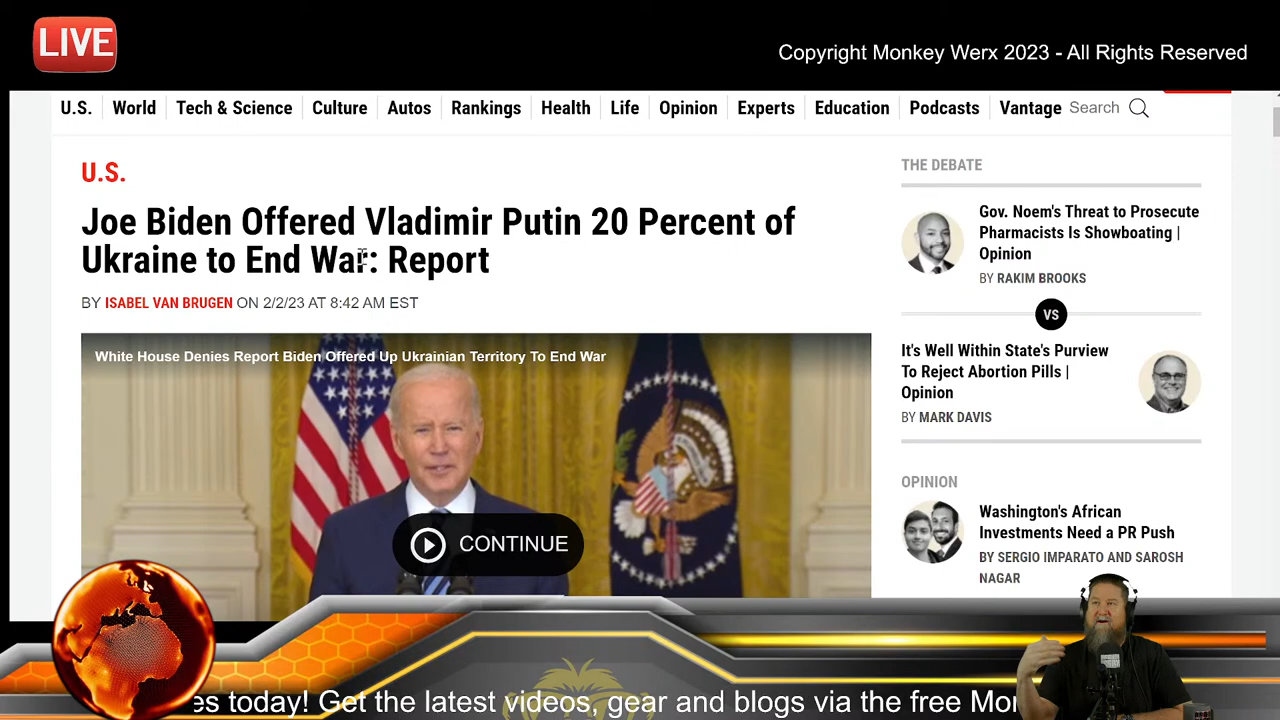 LIVE
Copyright Monkey Werx 2023 - All Rights Reserved
U.S. World Tech & Science Culture Autos Rankings Health Life Opinion Experts Education Podcasts Vantage Search
U.S.
Joe Biden Offered Vladimir Putin 20 Percent of
Ukraine to End War: Report
BY ISABEL VAN BRUGEN ON 2/2/23 AT 8:42 AM EST
White House Denies Report Biden Offered Up Ukrainian Territory To End War
CONTINUE
THE DEBATE
Gov. Noem's Threat to Prosecute
Pharmacists Is Showboating |
Opinion
BY RAKIM BROOKS
VS
It's Well Within State's Purview
To Reject Abortion Pills |
Opinion
BY MARK DAVIS
OPINION
Washington's African
Investments Need a PR Push
BY SERGIO IMPARATO AND SAROSH
NAGAR
es today! Get the latest videos, gear and blogs via the free Mon